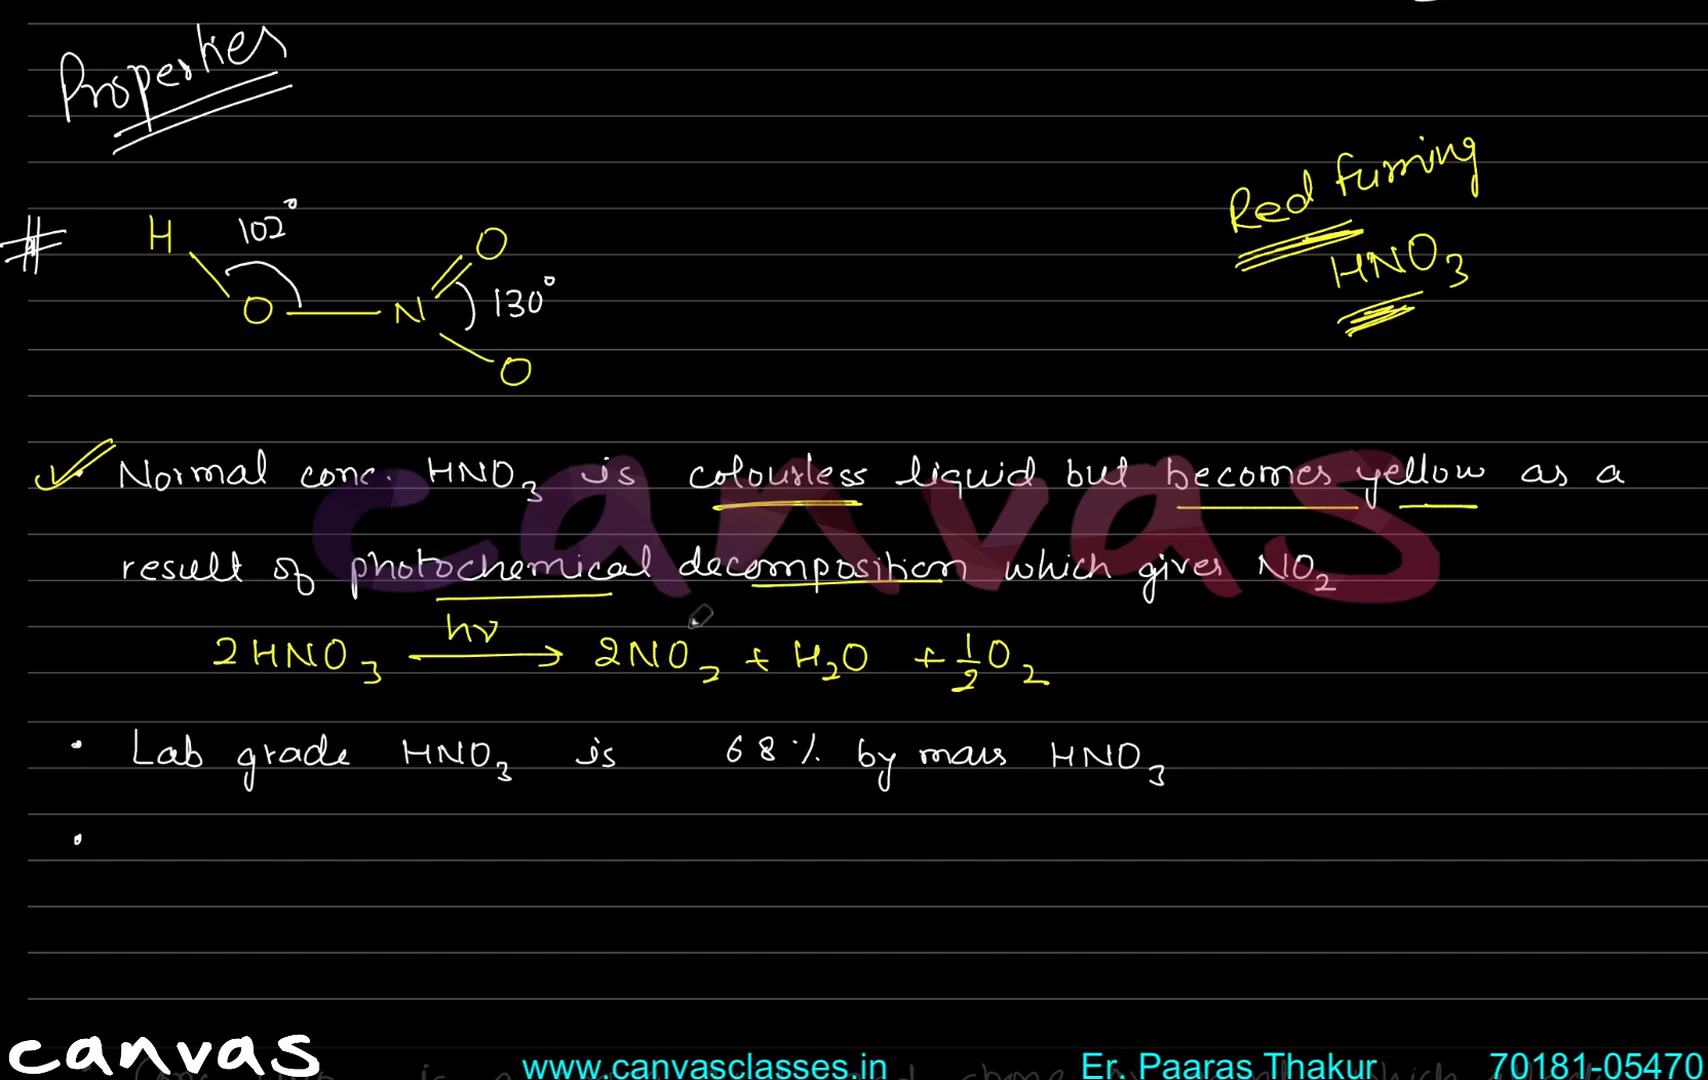 Properties
Red fuming
HNO3
# H 102° O
O — N 130°
O
Normal conc. HNO3 is colourless liquid but becomes yellow as a
result of photochemical decomposition which gives NO2
2HNO3 hν → 2NO2 + H2O + 1/2 O2
• Lab grade HNO3 is 68% by mass HNO3
•
canvas
canvas www.canvasclasses.in Er. Paaras Thakur 70181-05470